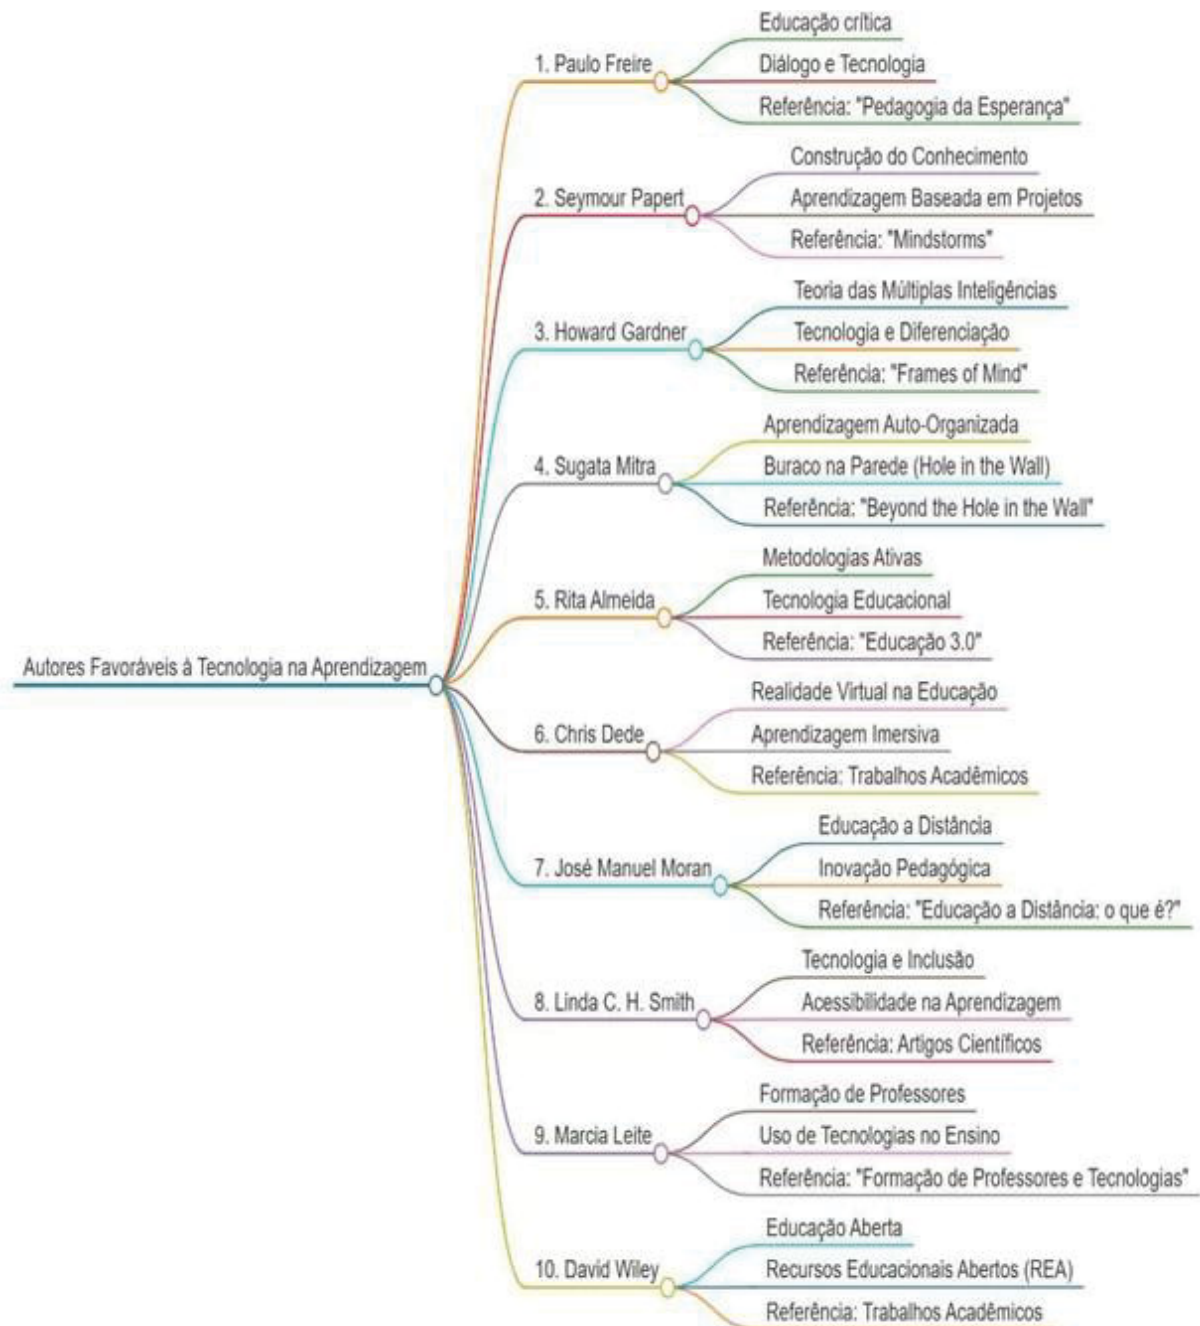 Educação crítica
1. Paulo Freire
Diálogo e Tecnologia
Referência: "Pedagogia da Esperança"
Construção do Conhecimento
2. Seymour Papert
Aprendizagem Baseada em Projetos
Referência: "Mindstorms"
Teoria das Múltiplas Inteligências
3. Howard Gardner
Tecnologia e Diferenciação
Referência: "Frames of Mind"
Aprendizagem Auto-Organizada
4. Sugata Mitra
Buraco na Parede (Hole in the Wall)
Referência: "Beyond the Hole in the Wall"
Metodologias Ativas
5. Rita Almeida
Tecnologia Educacional
Referência: "Educação 3.0"
Autores Favoráveis à Tecnologia na Aprendizagem
Realidade Virtual na Educação
6. Chris Dede
Aprendizagem Imersiva
Referência: Trabalhos Acadêmicos
Educação a Distância
7. José Manuel Moran
Inovação Pedagógica
Referência: "Educação a Distância: o que é?"
Tecnologia e Inclusão
8. Linda C. H. Smith
Acessibilidade na Aprendizagem
Referência: Artigos Científicos
Formação de Professores
9. Marcia Leite
Uso de Tecnologias no Ensino
Referência: "Formação de Professores e Tecnologias"
Educação Aberta
10. David Wiley
Recursos Educacionais Abertos (REA)
Referência: Trabalhos Acadêmicos